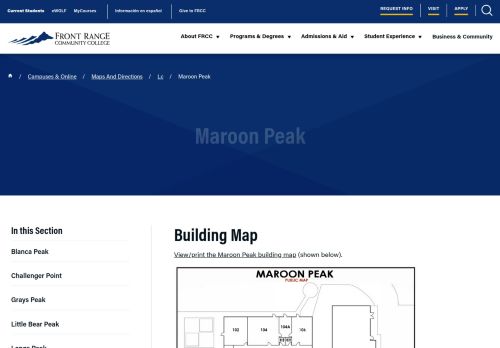 Current Students eWOLF MyCourses Información en español Give to FRCC REQUEST INFO VISIT APPLY
FRONT RANGE
COMMUNITY COLLEGE
About FRCC Programs & Degrees Admissions & Aid Student Experience Business & Community
/ Campuses & Online / Maps And Directions / Lc / Maroon Peak
Maroon Peak
In this Section
Blanca Peak
Challenger Point
Grays Peak
Little Bear Peak
Longs Peak
Building Map
View/print the Maroon Peak building map (shown below).
MAROON PEAK
PUBLIC MAP
102 104 104A 106